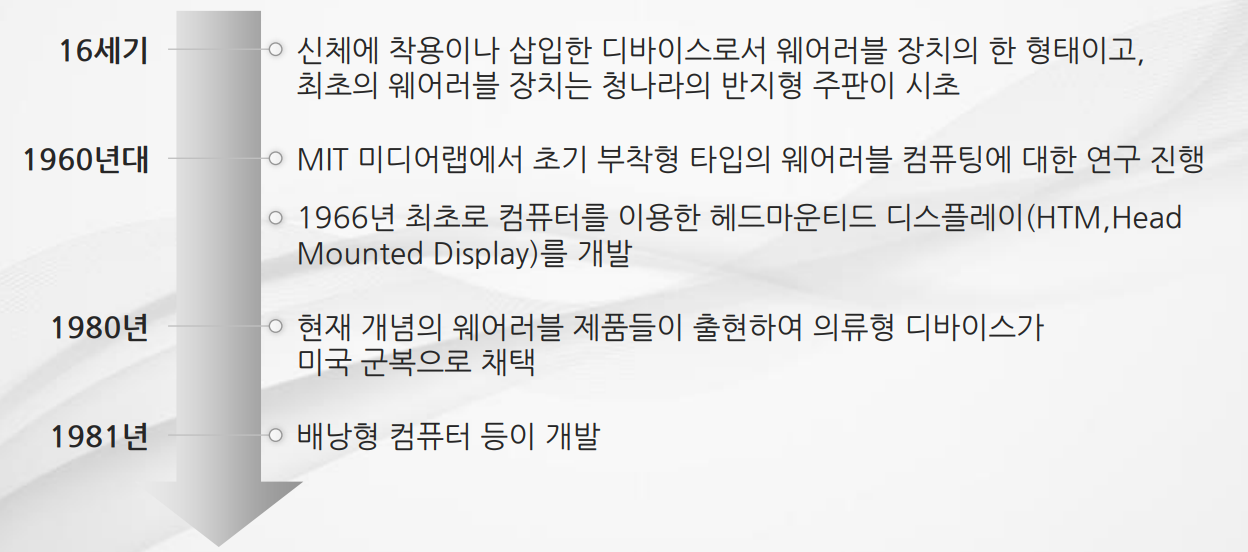 16세기
신체에 착용이나 삽입한 디바이스로서 웨어러블 장치의 한 형태이고,
최초의 웨어러블 장치는 청나라의 반지형 주판이 시초
1960년대
MIT 미디어랩에서 초기 부착형 타입의 웨어러블 컴퓨팅에 대한 연구 진행
1966년 최초로 컴퓨터를 이용한 헤드마운티드 디스플레이(HTM,Head
Mounted Display)를 개발
1980년
현재 개념의 웨어러블 제품들이 출현하여 의류형 디바이스가
미국 군복으로 채택
1981년
배낭형 컴퓨터 등이 개발